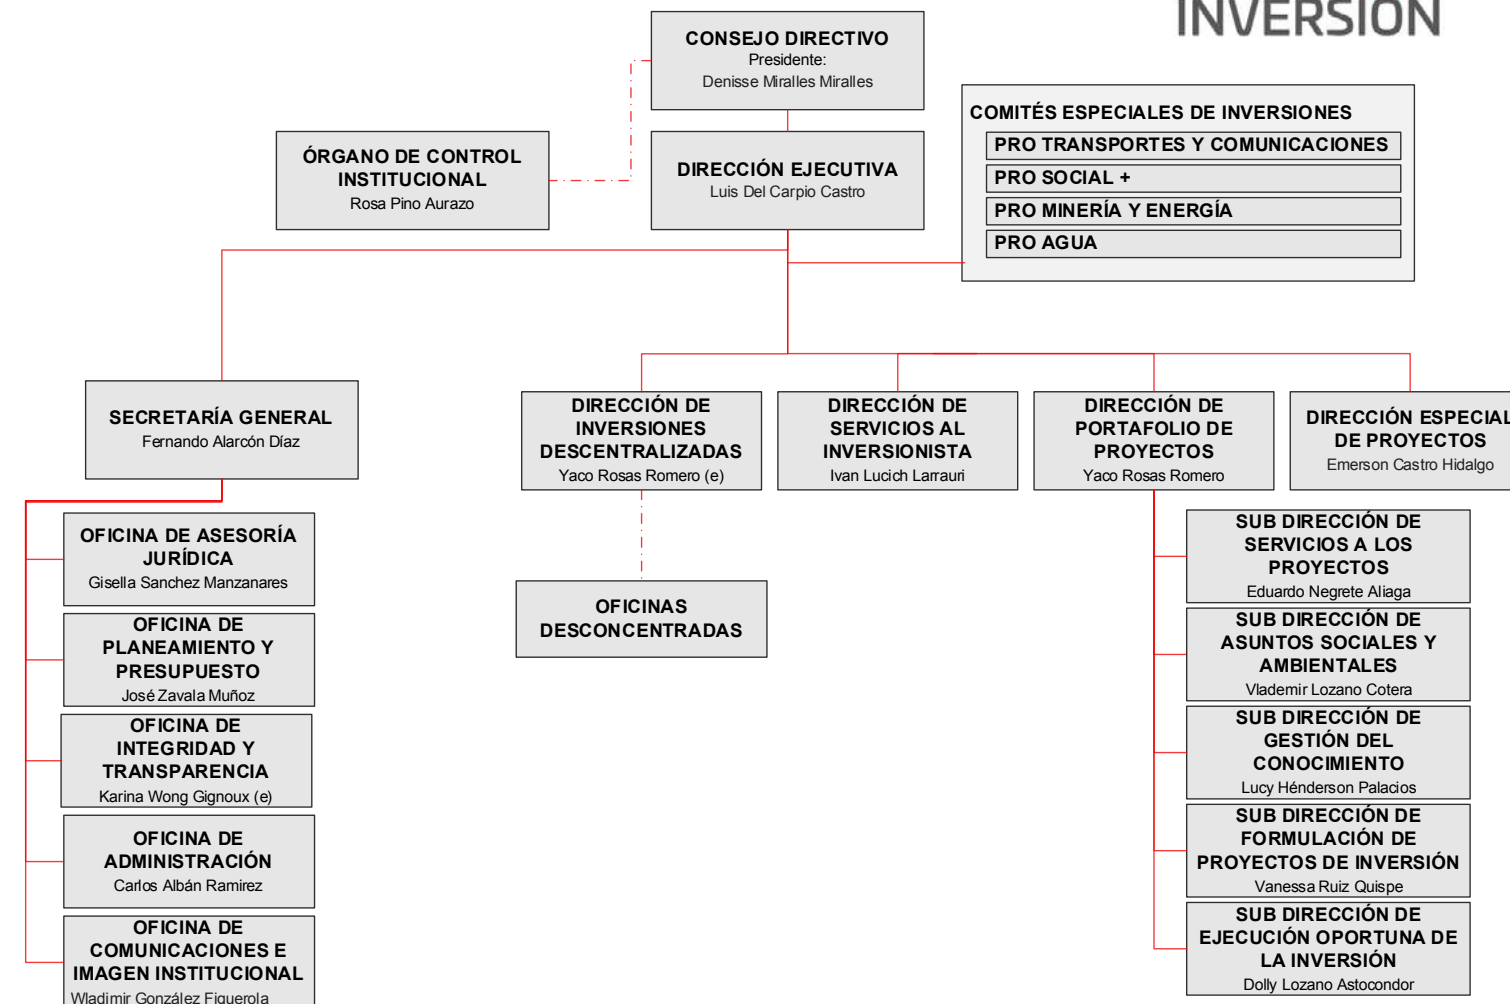 INVERSIÓN
CONSEJO DIRECTIVO
Presidente:
Denisse Miralles Miralles
COMITÉS ESPECIALES DE INVERSIONES
PRO TRANSPORTES Y COMUNICACIONES
PRO SOCIAL +
PRO MINERÍA Y ENERGÍA
PRO AGUA
ÓRGANO DE CONTROL
INSTITUCIONAL
Rosa Pino Aurazo
DIRECCIÓN EJECUTIVA
Luis Del Carpio Castro
SECRETARÍA GENERAL
Fernando Alarcón Díaz
DIRECCIÓN DE
INVERSIONES
DESCENTRALIZADAS
Yaco Rosas Romero (e)
DIRECCIÓN DE
SERVICIOS AL
INVERSIONISTA
Ivan Lucich Larrauri
DIRECCIÓN DE
PORTAFOLIO DE
PROYECTOS
Yaco Rosas Romero
DIRECCIÓN ESPECIAL
DE PROYECTOS
Emerson Castro Hidalgo
OFICINA DE ASESORÍA
JURÍDICA
Gisella Sanchez Manzanares
OFICINA DE
PLANEAMIENTO Y
PRESUPUESTO
José Zavala Muñoz
OFICINA DE
INTEGRIDAD Y
TRANSPARENCIA
Karina Wong Gignoux (e)
OFICINA DE
ADMINISTRACIÓN
Carlos Albán Ramirez
OFICINA DE
COMUNICACIONES E
IMAGEN INSTITUCIONAL
Wladimir González Figuerola
OFICINAS
DESCONCENTRADAS
SUB DIRECCIÓN DE
SERVICIOS A LOS
PROYECTOS
Eduardo Negrete Aliaga
SUB DIRECCIÓN DE
ASUNTOS SOCIALES Y
AMBIENTALES
Vlademir Lozano Cotera
SUB DIRECCIÓN DE
GESTIÓN DEL
CONOCIMIENTO
Lucy Hénderson Palacios
SUB DIRECCIÓN DE
FORMULACIÓN DE
PROYECTOS DE INVERSIÓN
Vanessa Ruiz Quispe
SUB DIRECCIÓN DE
EJECUCIÓN OPORTUNA DE
LA INVERSIÓN
Dolly Lozano Astocondor